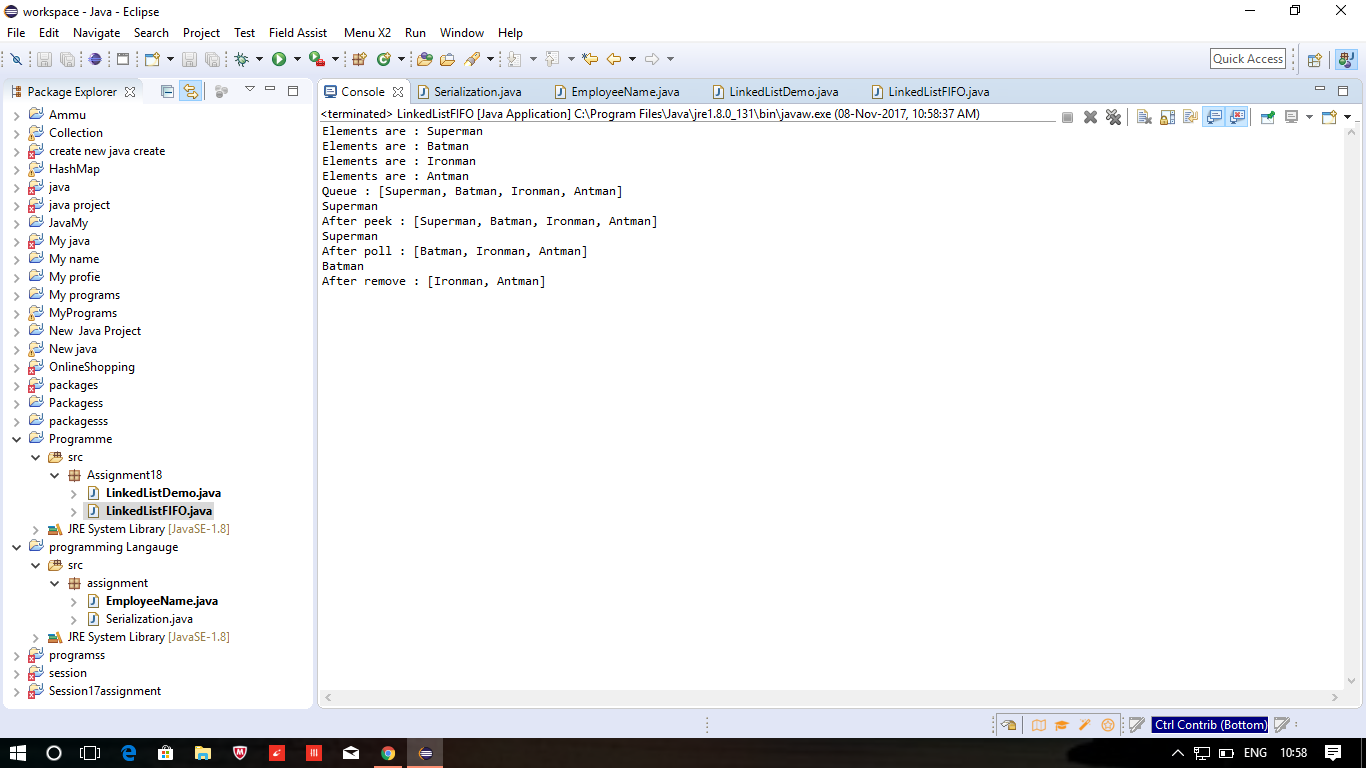 workspace - Java - Eclipse
File Edit Navigate Search Project Test Field Assist Menu X2 Run Window Help
Quick Access
Package Explorer
Ammu
Collection
create new java create
HashMap
java
java project
JavaMy
My java
My name
My profie
My programs
MyPrograms
New Java Project
New java
OnlineShopping
packages
Packagess
packagesss
Programme
src
Assignment18
LinkedListDemo.java
LinkedListFIFO.java
JRE System Library [JavaSE-1.8]
programming Langauge
src
assignment
EmployeeName.java
Serialization.java
JRE System Library [JavaSE-1.8]
programss
session
Session17assignment
Console Serialization.java EmployeeName.java LinkedListDemo.java LinkedListFIFO.java
<terminated> LinkedListFIFO [Java Application] C:\Program Files\Java\jre1.8.0_131\bin\javaw.exe (08-Nov-2017, 10:58:37 AM)
Elements are : Superman
Elements are : Batman
Elements are : Ironman
Elements are : Antman
Queue : [Superman, Batman, Ironman, Antman]
Superman
After peek : [Superman, Batman, Ironman, Antman]
Superman
After poll : [Batman, Ironman, Antman]
Batman
After remove : [Ironman, Antman]
Ctrl Contrib (Bottom)
ENG 10:58